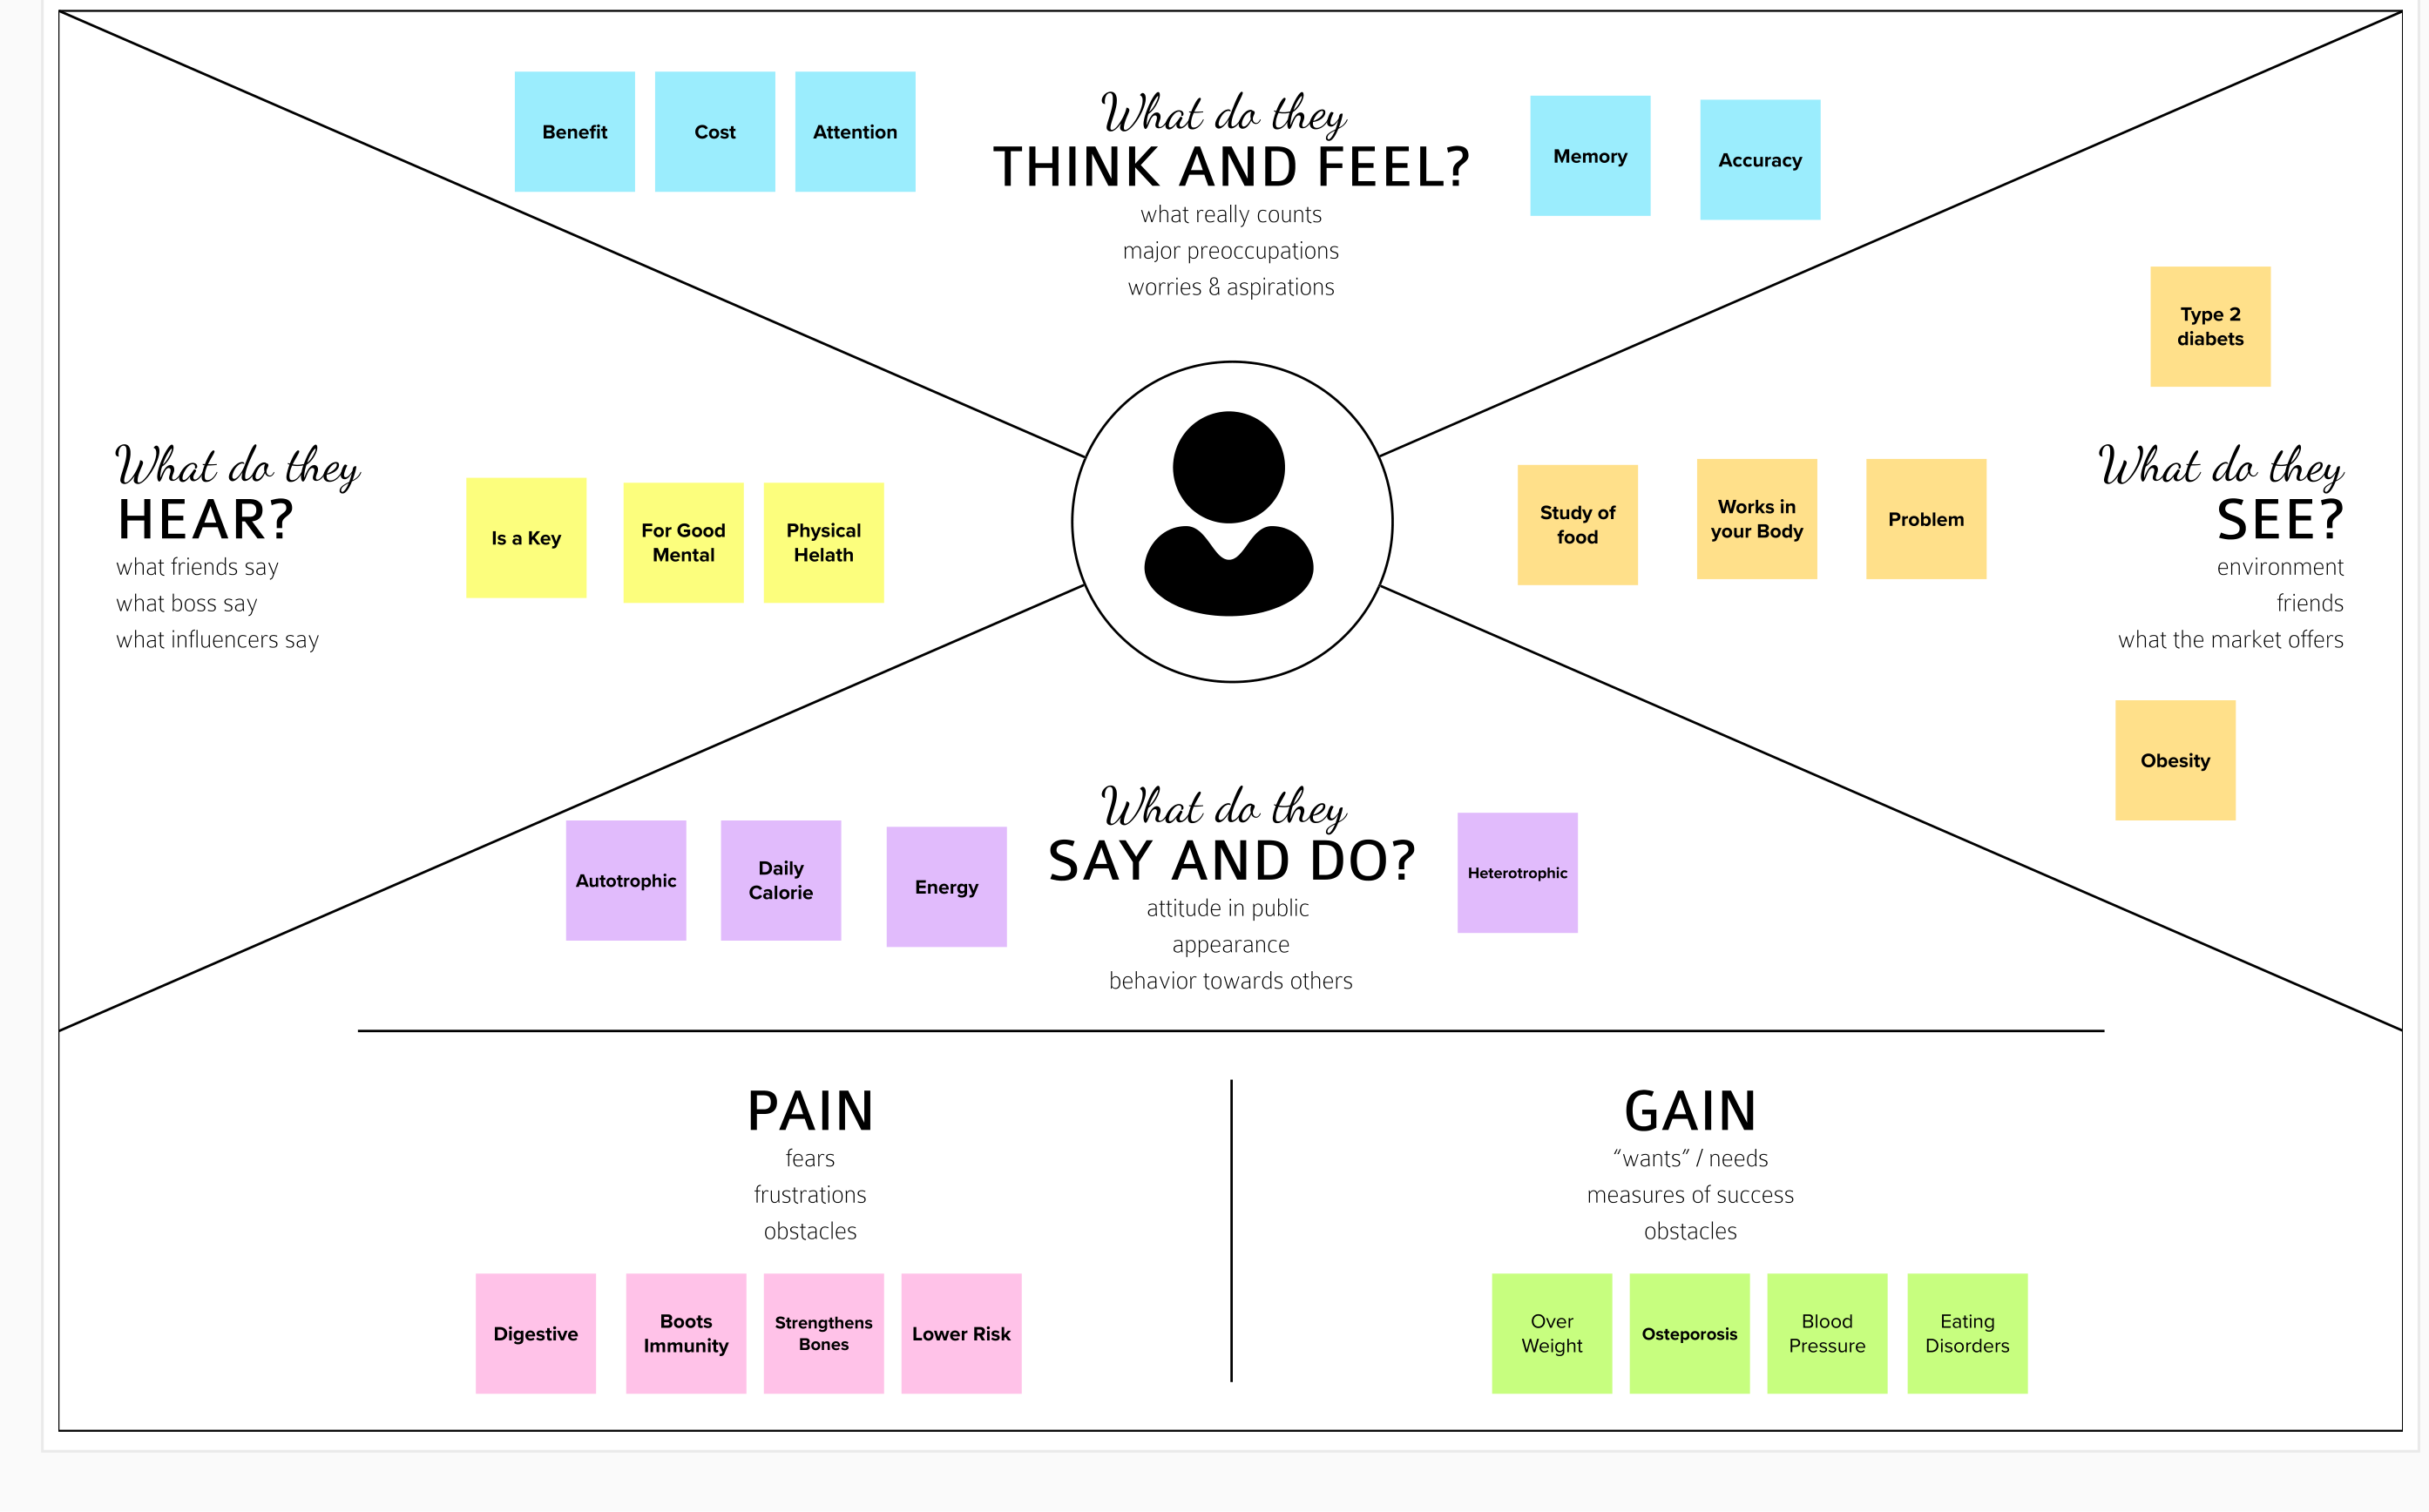 Benefit
Cost
Attention
What do they
THINK AND FEEL?
what really counts
major preoccupations
worries & aspirations
Memory
Accuracy
What do they
HEAR?
what friends say
what boss say
what influencers say
Is a Key
For Good
Mental
Physical
Helath
Study of
food
Works in
your Body
Problem
Type 2
diabets
What do they
SEE?
environment
friends
what the market offers
Obesity
Autotrophic
Daily
Calorie
Energy
What do they
SAY AND DO?
attitude in public
appearance
behavior towards others
Heterotrophic
PAIN
fears
frustrations
obstacles
Digestive
Boots
Immunity
Strengthens
Bones
Lower Risk
GAIN
“wants” / needs
measures of success
obstacles
Over
Weight
Osteporosis
Blood
Pressure
Eating
Disorders